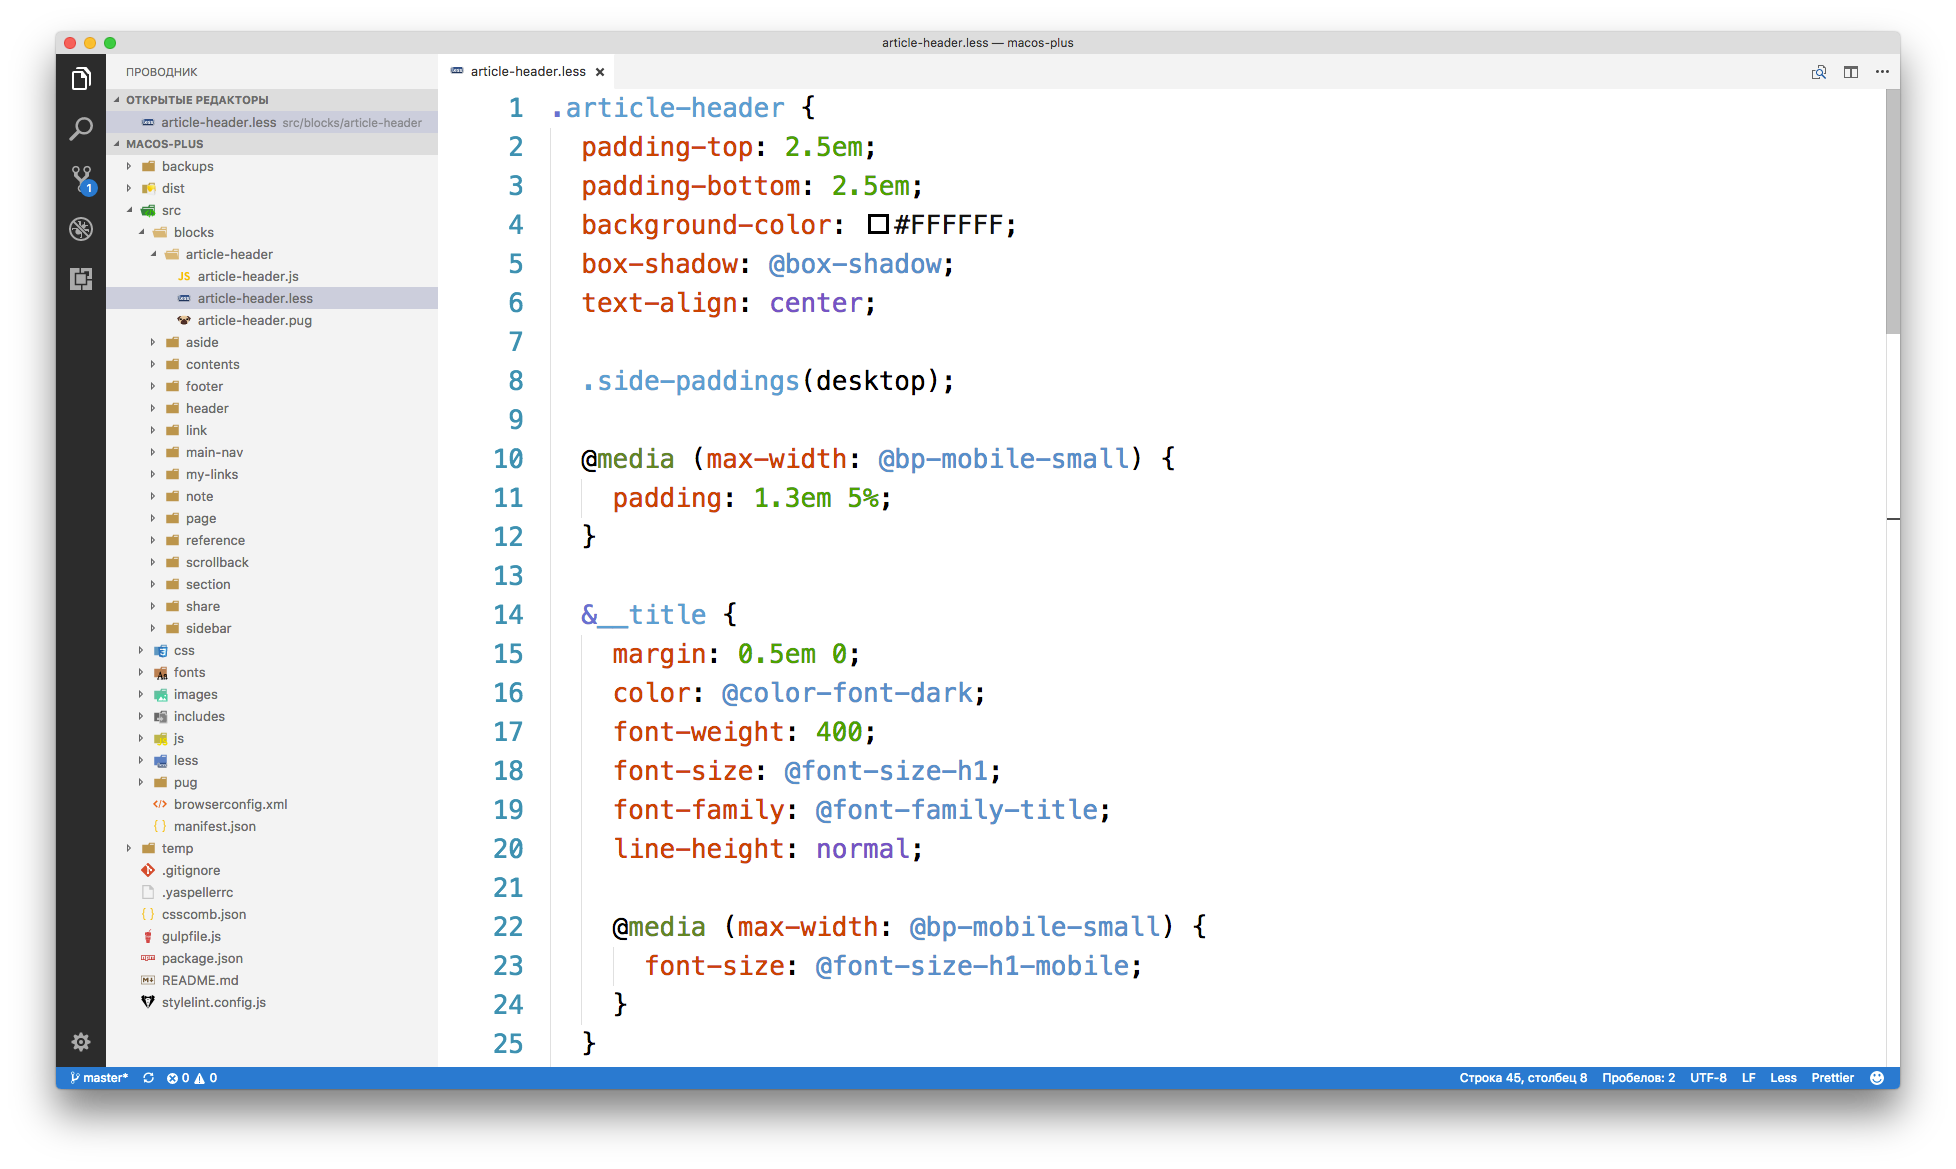 article-header.less — macos-plus
ПРОВОДНИК
ОТКРЫТЫЕ РЕДАКТОРЫ
article-header.less src/blocks/article-header
MACOS-PLUS
backups
dist
src
blocks
article-header
JS article-header.js
less article-header.less
article-header.pug
aside
contents
footer
header
link
main-nav
my-links
note
page
reference
scrollback
section
share
sidebar
css
fonts
images
includes
js
less
pug
browserconfig.xml
manifest.json
temp
.gitignore
.yaspellerrc
csscomb.json
gulpfile.js
package.json
README.md
stylelint.config.js
1
article-header.less
1 .article-header {
2 padding-top: 2.5em;
3 padding-bottom: 2.5em;
4 background-color: #FFFFFF;
5 box-shadow: @box-shadow;
6 text-align: center;
7
8 .side-paddings(desktop);
9
10 @media (max-width: @bp-mobile-small) {
11 padding: 1.3em 5%;
12 }
13
14 &__title {
15 margin: 0.5em 0;
16 color: @color-font-dark;
17 font-weight: 400;
18 font-size: @font-size-h1;
19 font-family: @font-family-title;
20 line-height: normal;
21
22 @media (max-width: @bp-mobile-small) {
23 font-size: @font-size-h1-mobile;
24 }
25 }
master* 0 0 Строка 45, столбец 8 Пробелов: 2 UTF-8 LF Less Prettier